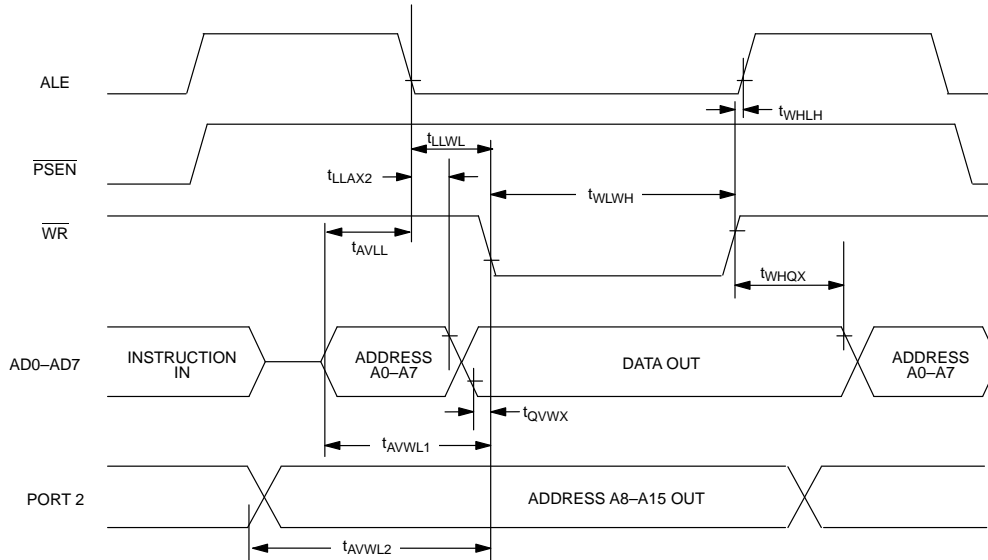 ALE
tWHLH
tLLWL
PSEN
tLLAX2
tWLWH
WR
tAVLL
tWHQX
AD0–AD7
INSTRUCTION
IN
ADDRESS
A0–A7
DATA OUT
ADDRESS
A0–A7
tQVWX
tAVWL1
PORT 2
ADDRESS A8–A15 OUT
tAVWL2